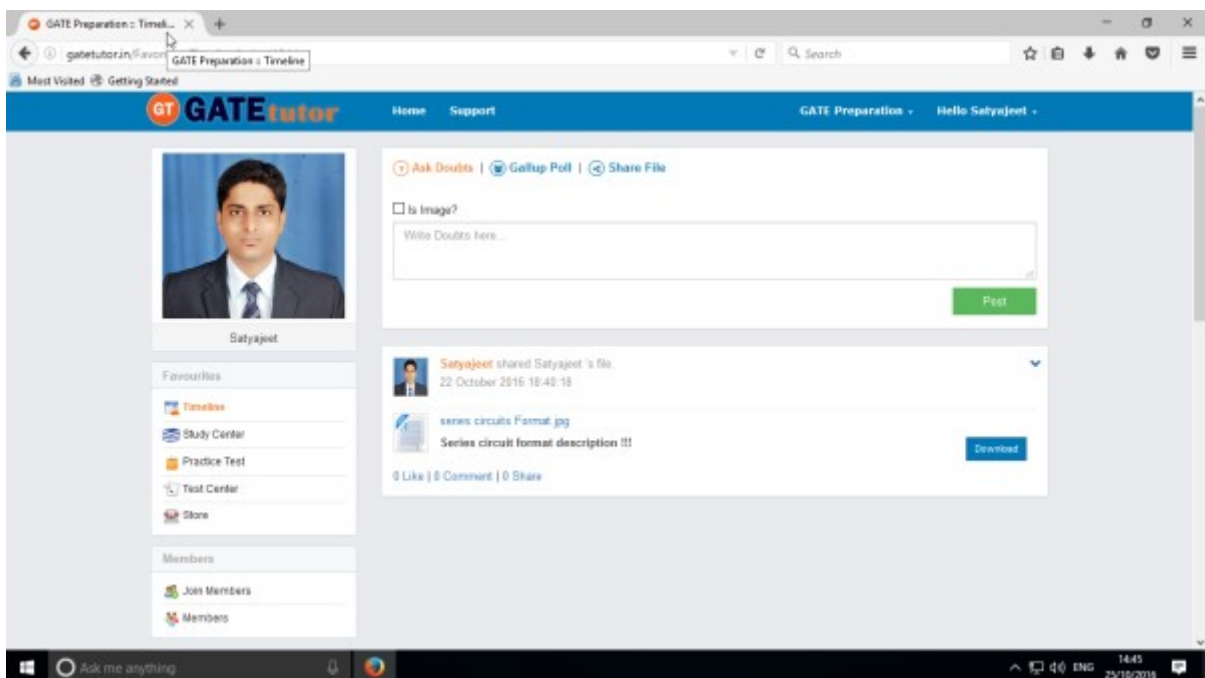 GATE Preparation :: Timeli...
gatetutor.in/Favor
GATE Preparation :: Timeline
Search
Most Visited Getting Started
GT GATEtutor Home Support GATE Preparation Hello Satyajeet
Ask Doubts | Gallup Poll | Share File
Is Image?
Write Doubts here...
Post
Satyajeet
Satyajeet shared Satyajeet 's file.
22 October 2016 18:40:18
series circuits Format.jpg
Series circuit format description !!!
Download
0 Like | 0 Comment | 0 Share
Favourites
Timeline
Study Center
Practice Test
Test Center
Store
Members
Join Members
Members
Ask me anything
ENG
14:45
25/10/2016